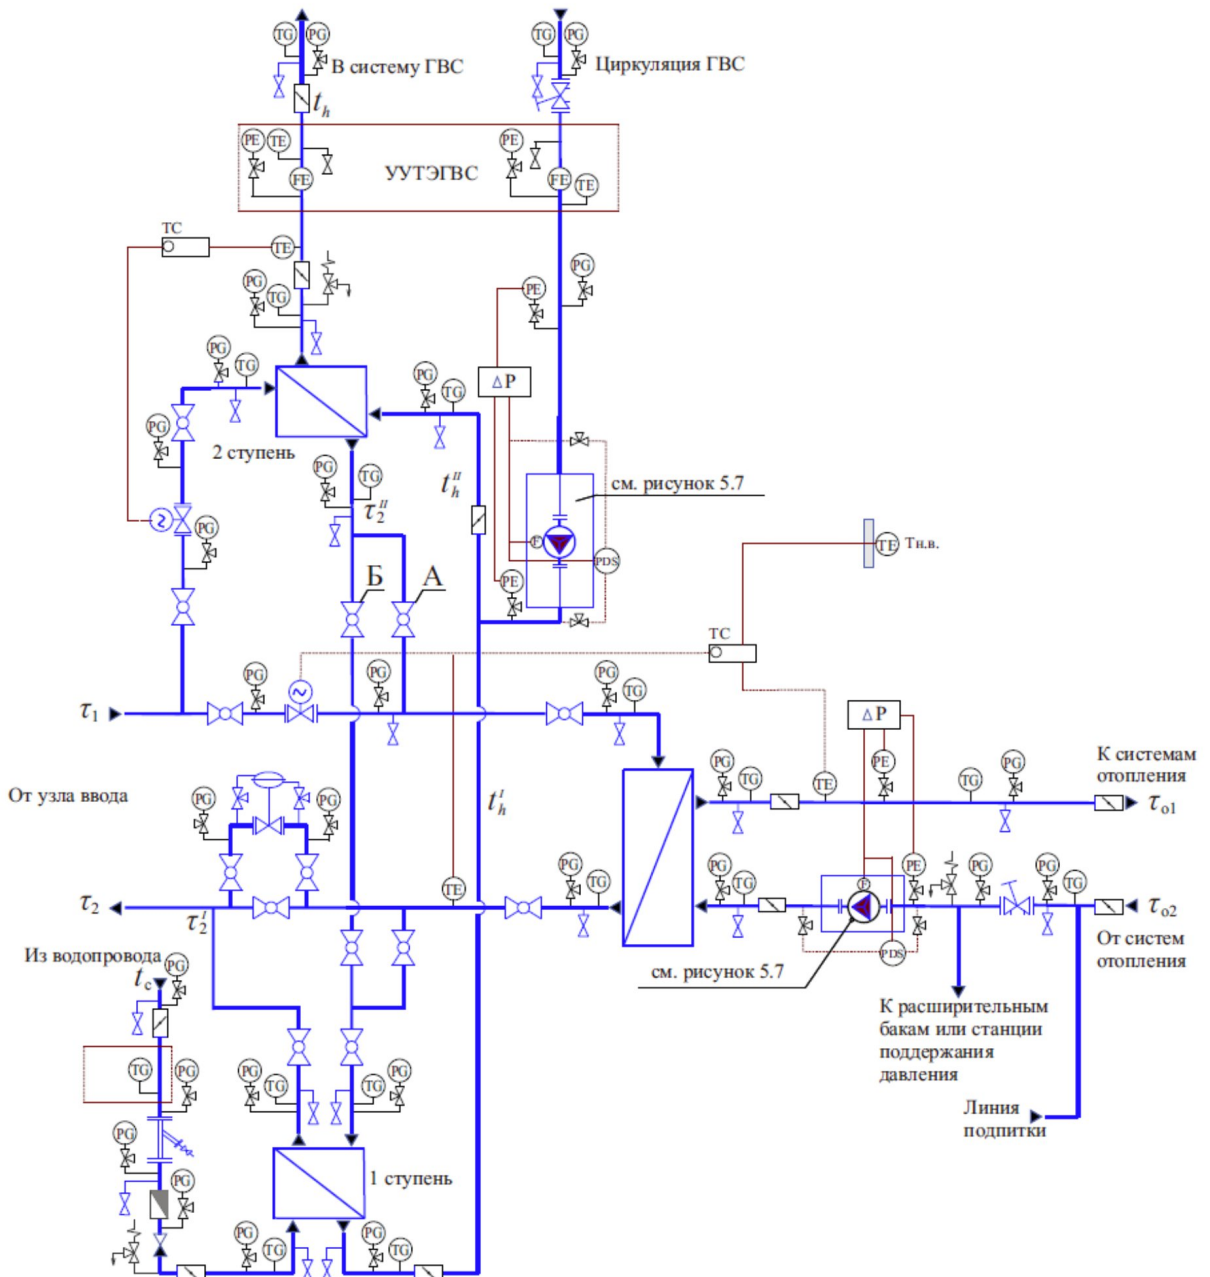 TG PG
TG PG
В систему ГВС
Циркуляция ГВС
t_h
PE TE
PE
УУТЭГВС
FE
FE TE
TC
TE
PG
TG
PG
PE
PG
TG
ΔP
PG
TG
PG
2 ступень
PG
TG
t_h^II
см. рисунок 5.7
τ_2^II
PG
F
PDS
TE Тн.в.
PE
Б
А
TC
PG
PG
PG
TG
τ_1
ΔP
PG
TG
TE
PE
TG
PG
К системам
отопления
τ_о1
От узла ввода
PG
PG
t_h^I
τ_2
τ_2^I
TE
PG
TG
PG
TG
F
PE
PG
PG
TG
τ_о2
PDS
От систем
отопления
Из водопровода
t_c
PG
см. рисунок 5.7
К расширительным
бакам или станции
поддержания
давления
TG
PG
PG
TG
TG
PG
Линия
подпитки
PG
PG
1 ступень
PG
TG
PG
TG